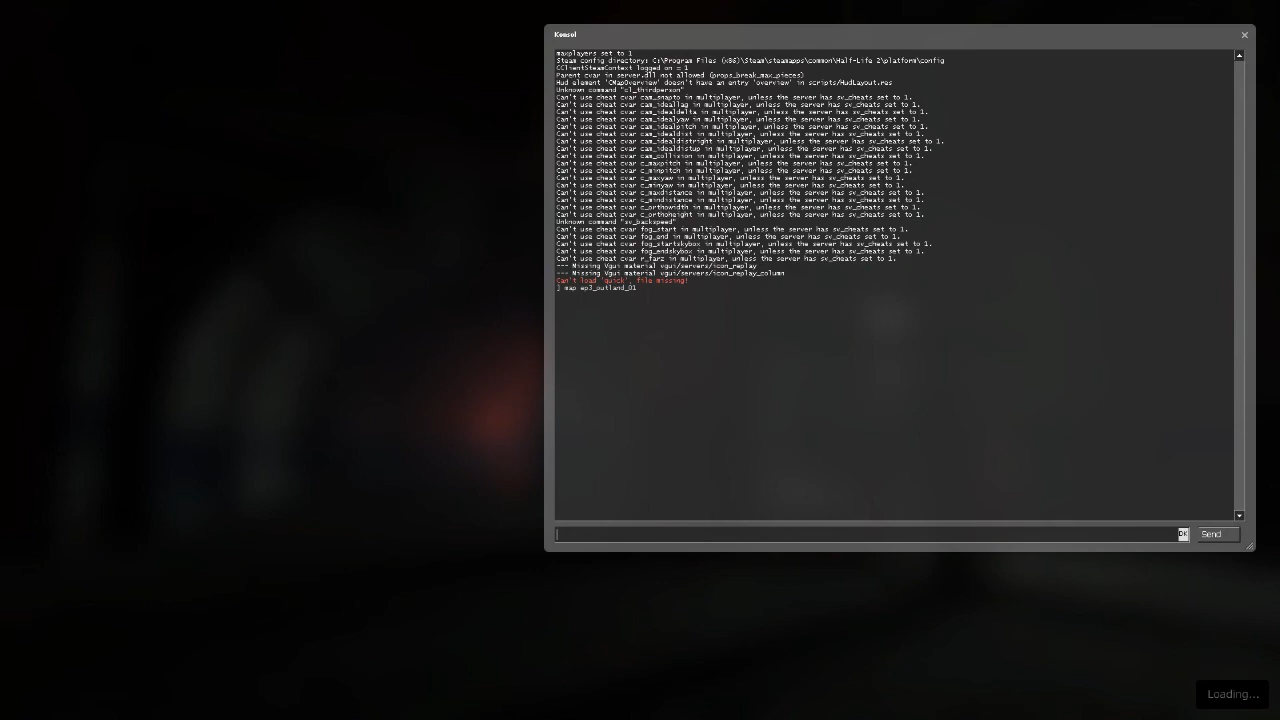 Konsol
maxplayers set to 1
Steam config directory: C:\Program Files (x86)\Steam\steamapps\common\Half-Life 2\platform\config
CClientSteamContext logged on = 1
Parent cvar in server.dll not allowed (props_break_max_pieces)
Hud element 'CMapOverview' doesn't have an entry 'overview' in scripts/HudLayout.res
Unknown command "cl_thirdperson"
Can't use cheat cvar cam_snapto in multiplayer, unless the server has sv_cheats set to 1.
Can't use cheat cvar cam_ideallag in multiplayer, unless the server has sv_cheats set to 1.
Can't use cheat cvar cam_idealdelta in multiplayer, unless the server has sv_cheats set to 1.
Can't use cheat cvar cam_idealyaw in multiplayer, unless the server has sv_cheats set to 1.
Can't use cheat cvar cam_idealpitch in multiplayer, unless the server has sv_cheats set to 1.
Can't use cheat cvar cam_idealdist in multiplayer, unless the server has sv_cheats set to 1.
Can't use cheat cvar cam_idealdistright in multiplayer, unless the server has sv_cheats set to 1.
Can't use cheat cvar cam_idealdistup in multiplayer, unless the server has sv_cheats set to 1.
Can't use cheat cvar cam_collision in multiplayer, unless the server has sv_cheats set to 1.
Can't use cheat cvar c_maxpitch in multiplayer, unless the server has sv_cheats set to 1.
Can't use cheat cvar c_minpitch in multiplayer, unless the server has sv_cheats set to 1.
Can't use cheat cvar c_maxyaw in multiplayer, unless the server has sv_cheats set to 1.
Can't use cheat cvar c_minyaw in multiplayer, unless the server has sv_cheats set to 1.
Can't use cheat cvar c_maxdistance in multiplayer, unless the server has sv_cheats set to 1.
Can't use cheat cvar c_mindistance in multiplayer, unless the server has sv_cheats set to 1.
Can't use cheat cvar c_orthowidth in multiplayer, unless the server has sv_cheats set to 1.
Can't use cheat cvar c_orthoheight in multiplayer, unless the server has sv_cheats set to 1.
Unknown command "sv_backspeed"
Can't use cheat cvar fog_start in multiplayer, unless the server has sv_cheats set to 1.
Can't use cheat cvar fog_end in multiplayer, unless the server has sv_cheats set to 1.
Can't use cheat cvar fog_startskybox in multiplayer, unless the server has sv_cheats set to 1.
Can't use cheat cvar fog_endskybox in multiplayer, unless the server has sv_cheats set to 1.
Can't use cheat cvar r_farz in multiplayer, unless the server has sv_cheats set to 1.
--- Missing Vgui material vgui/servers/icon_replay
--- Missing Vgui material vgui/servers/icon_replay_column
Can't load 'quick', file missing!
] map ep3_outland_01
DK
Send
Loading...